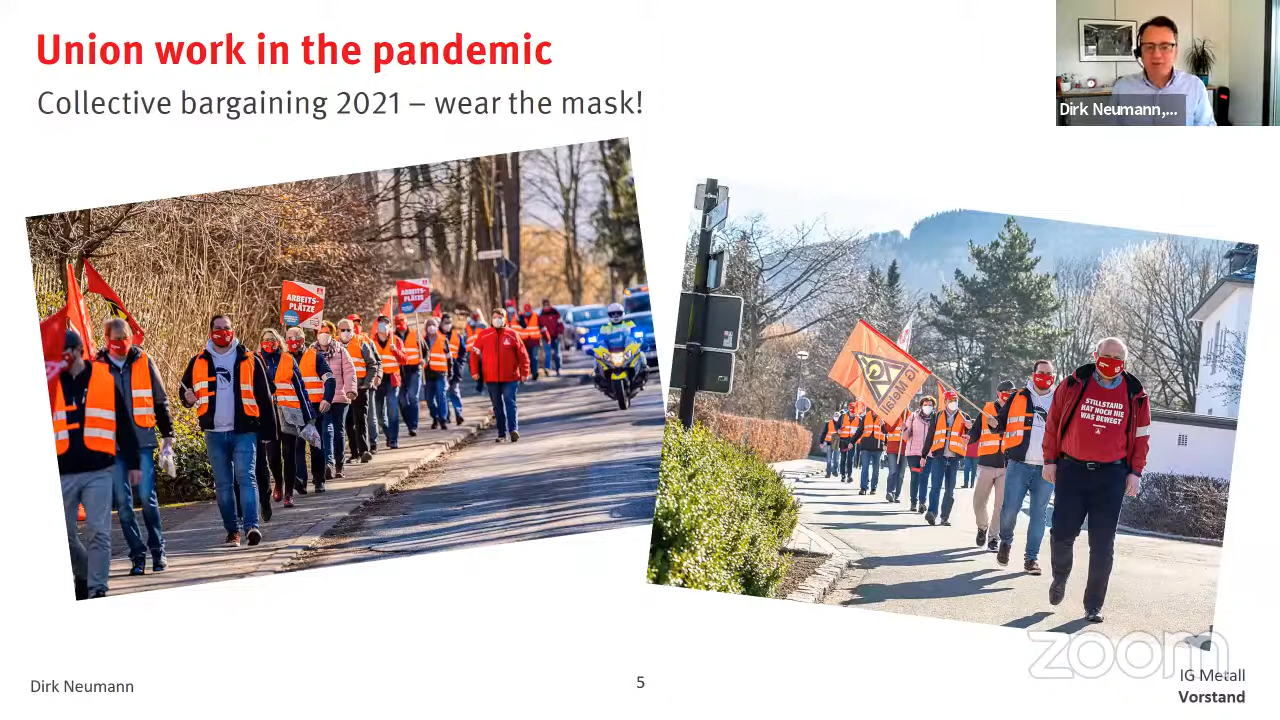 Union work in the pandemic
Collective bargaining 2021 – wear the mask!
Dirk Neumann,...
ARBEITS-
PLÄTZE
ARBEITS-
PLÄTZE
IG Metall
STILLSTAND
HAT NOCH NIE
WAS BEWEGT
zoom
Dirk Neumann
5
IG Metall
Vorstand